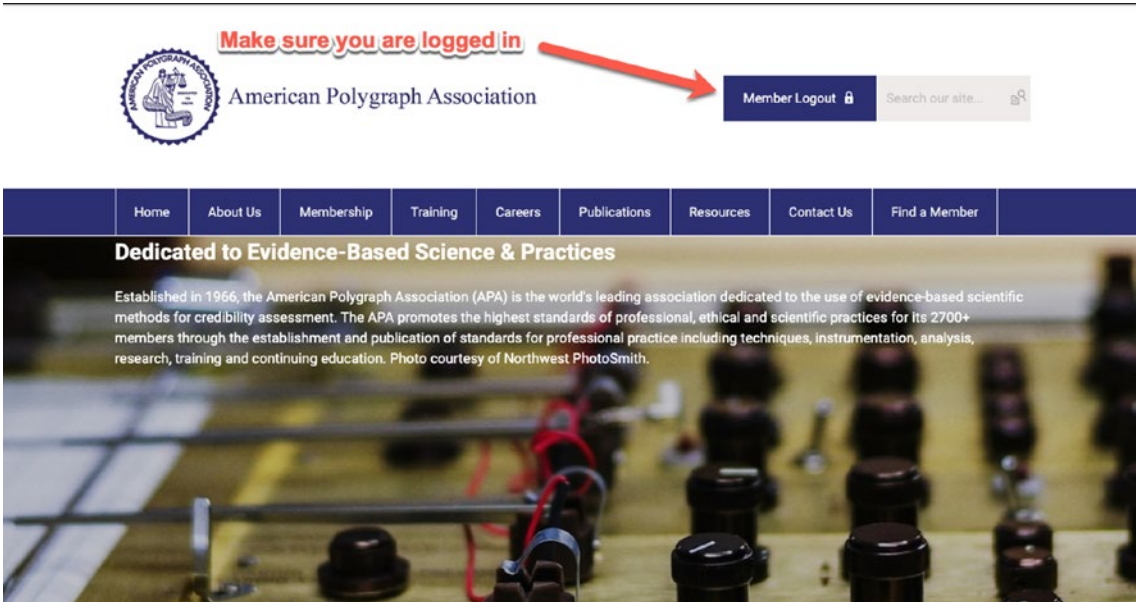 Make sure you are logged in
AMERICAN POLYGRAPH ASSOCIATION
American Polygraph Association
Member Logout
Search our site...
Home
About Us
Membership
Training
Careers
Publications
Resources
Contact Us
Find a Member
Dedicated to Evidence-Based Science & Practices
Established in 1966, the American Polygraph Association (APA) is the world's leading association dedicated to the use of evidence-based scientific
methods for credibility assessment. The APA promotes the highest standards of professional, ethical and scientific practices for its 2700+
members through the establishment and publication of standards for professional practice including techniques, instrumentation, analysis,
research, training and continuing education. Photo courtesy of Northwest PhotoSmith.